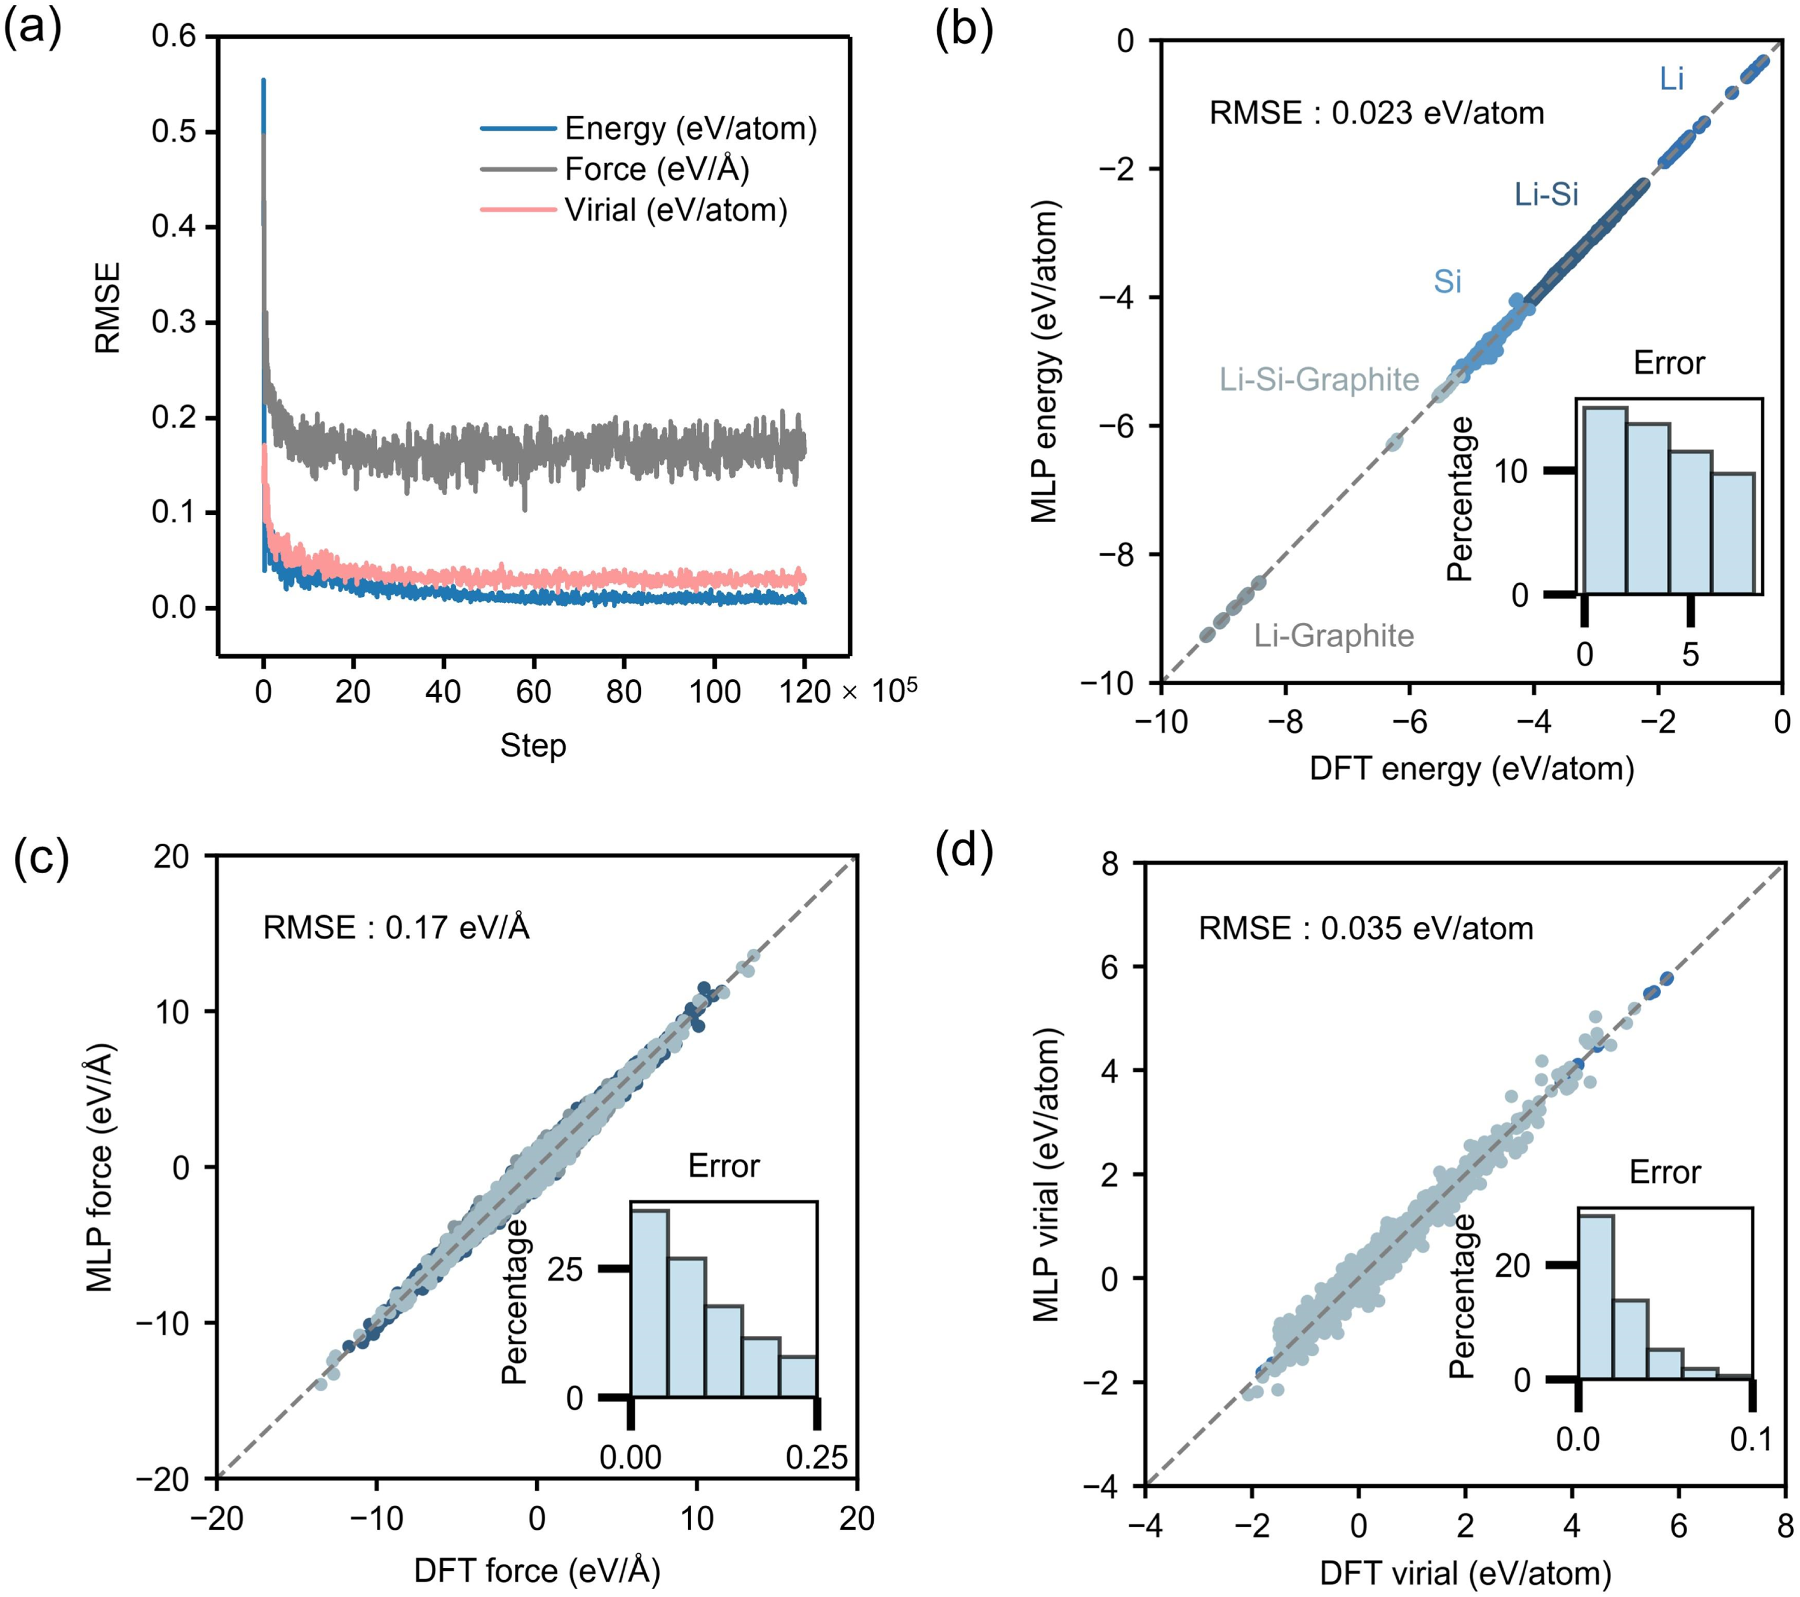 (a)
0.6
0.5
0.4
0.3
0.2
0.1
0.0
RMSE
Energy (eV/atom)
Force (eV/Å)
Virial (eV/atom)
0 20 40 60 80 100 120 × 10⁵
Step
(b)
0
−2
−4
−6
−8
−10
MLP energy (eV/atom)
RMSE : 0.023 eV/atom
Li
Li-Si
Si
Li-Si-Graphite
Li-Graphite
Error
Percentage
10
0
0 5
−10 −8 −6 −4 −2 0
DFT energy (eV/atom)
(c)
20
10
0
−10
−20
MLP force (eV/Å)
RMSE : 0.17 eV/Å
Error
Percentage
25
0
0.00 0.25
−20 −10 0 10 20
DFT force (eV/Å)
(d)
8
6
4
2
0
−2
−4
MLP virial (eV/atom)
RMSE : 0.035 eV/atom
Error
Percentage
20
0
0.0 0.1
−4 −2 0 2 4 6 8
DFT virial (eV/atom)